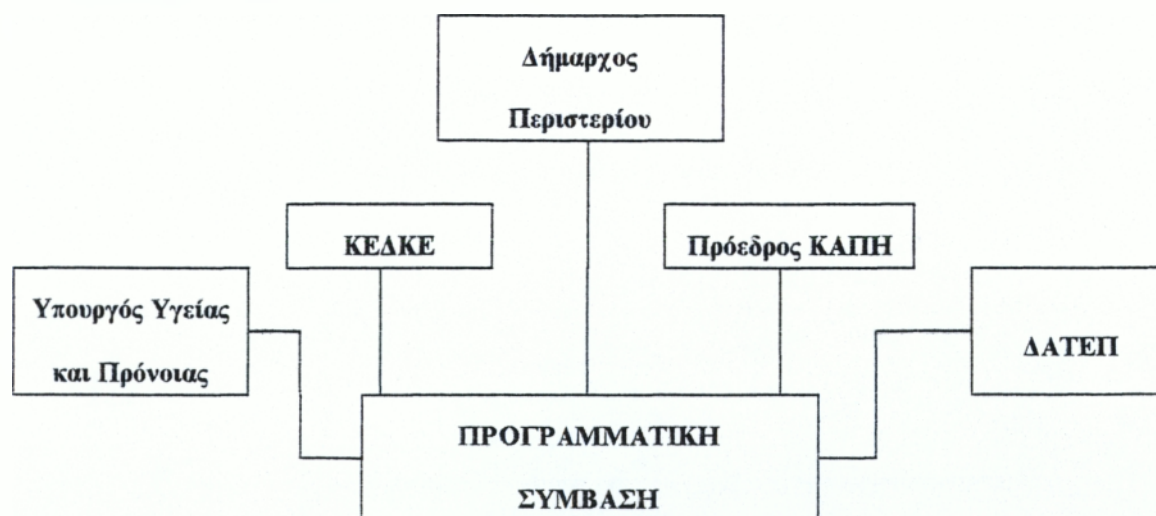 Δήμαρχος
Περιστερίου
ΚΕΔΚΕ
Πρόεδρος ΚΑΠΗ
Υπουργός Υγείας
και Πρόνοιας
ΔΑΤΕΠ
ΠΡΟΓΡΑΜΜΑΤΙΚΗ
ΣΥΜΒΑΣΗ